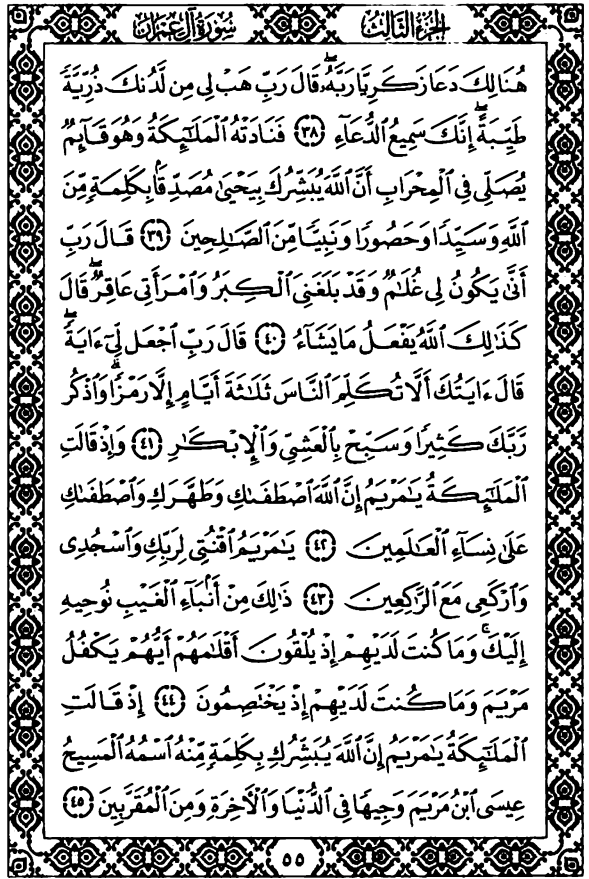 الجزء الثالث سورة آل عمران
هُنَالِكَ دَعَا زَكَرِيَّا رَبَّهُۥۖ قَالَ رَبِّ هَبْ لِى مِن لَّدُنكَ ذُرِّيَّةً
طَيِّبَةًۖ إِنَّكَ سَمِيعُ ٱلدُّعَآءِ ٣٨ فَنَادَتْهُ ٱلْمَلَٰٓئِكَةُ وَهُوَ قَآئِمٌ
يُصَلِّى فِى ٱلْمِحْرَابِ أَنَّ ٱللَّهَ يُبَشِّرُكَ بِيَحْيَىٰ مُصَدِّقًۢا بِكَلِمَةٍ مِّنَ
ٱللَّهِ وَسَيِّدًا وَحَصُورًا وَنَبِيًّا مِّنَ ٱلصَّٰلِحِينَ ٣٩ قَالَ رَبِّ
أَنَّىٰ يَكُونُ لِى غُلَٰمٌ وَقَدْ بَلَغَنِىَ ٱلْكِبَرُ وَٱمْرَأَتِى عَاقِرٌۖ قَالَ
كَذَٰلِكَ ٱللَّهُ يَفْعَلُ مَا يَشَآءُ ٤٠ قَالَ رَبِّ ٱجْعَل لِّىٓ ءَايَةًۖ
قَالَ ءَايَتُكَ أَلَّا تُكَلِّمَ ٱلنَّاسَ ثَلَٰثَةَ أَيَّامٍ إِلَّا رَمْزًاۗ وَٱذْكُر
رَّبَّكَ كَثِيرًا وَسَبِّحْ بِٱلْعَشِىِّ وَٱلْإِبْكَٰرِ ٤١ وَإِذْ قَالَتِ
ٱلْمَلَٰٓئِكَةُ يَٰمَرْيَمُ إِنَّ ٱللَّهَ ٱصْطَفَىٰكِ وَطَهَّرَكِ وَٱصْطَفَىٰكِ
عَلَىٰ نِسَآءِ ٱلْعَٰلَمِينَ ٤٢ يَٰمَرْيَمُ ٱقْنُتِى لِرَبِّكِ وَٱسْجُدِى
وَٱرْكَعِى مَعَ ٱلرَّٰكِعِينَ ٤٣ ذَٰلِكَ مِنْ أَنۢبَآءِ ٱلْغَيْبِ نُوحِيهِ
إِلَيْكَۚ وَمَا كُنتَ لَدَيْهِمْ إِذْ يُلْقُونَ أَقْلَٰمَهُمْ أَيُّهُمْ يَكْفُلُ
مَرْيَمَ وَمَا كُنتَ لَدَيْهِمْ إِذْ يَخْتَصِمُونَ ٤٤ إِذْ قَالَتِ
ٱلْمَلَٰٓئِكَةُ يَٰمَرْيَمُ إِنَّ ٱللَّهَ يُبَشِّرُكِ بِكَلِمَةٍ مِّنْهُ ٱسْمُهُ ٱلْمَسِيحُ
عِيسَى ٱبْنُ مَرْيَمَ وَجِيهًا فِى ٱلدُّنْيَا وَٱلْءَاخِرَةِ وَمِنَ ٱلْمُقَرَّبِينَ ٤٥
٥٥